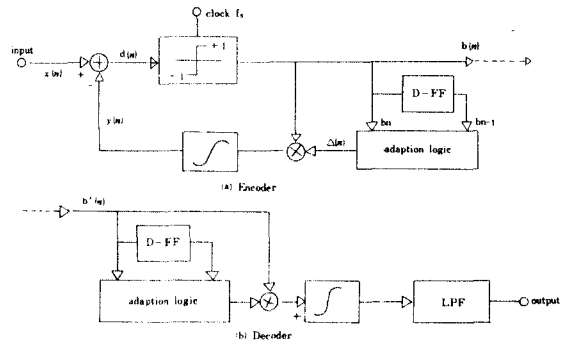 clock fs
input
x(n)
+
d(n)
+1
-1
b(n)
-
D-FF
y(n)
bn
bn-1
Δ(n)
adaption logic
(a) Encoder
b'(n)
D-FF
adaption logic
+
LPF
output
(b) Decoder